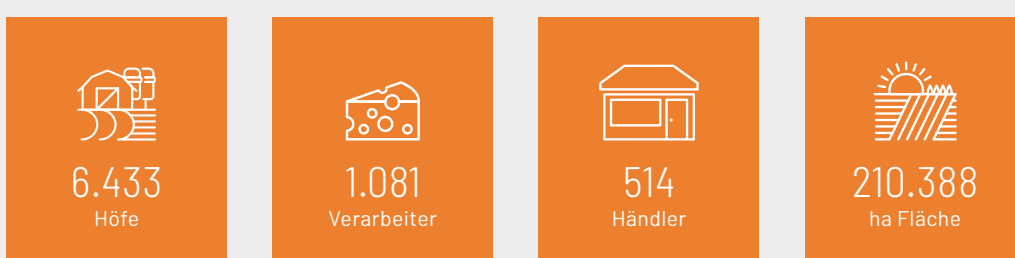 6.433
Höfe
1.081
Verarbeiter
514
Händler
210.388
ha Fläche